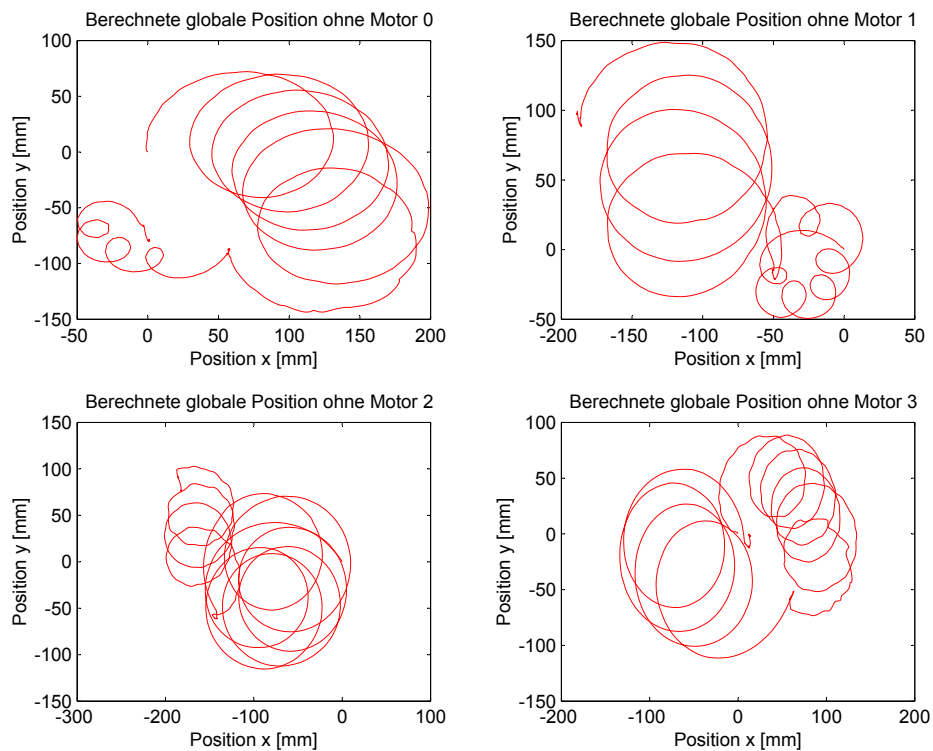 Berechnete globale Position ohne Motor 0
100
50
0
-50
-100
-150
-50 0 50 100 150 200
Position y [mm]
Position x [mm]
Berechnete globale Position ohne Motor 1
150
100
50
0
-50
-200 -150 -100 -50 0 50
Position y [mm]
Position x [mm]
Berechnete globale Position ohne Motor 2
150
100
50
0
-50
-100
-150
-300 -200 -100 0 100
Position y [mm]
Position x [mm]
Berechnete globale Position ohne Motor 3
100
50
0
-50
-100
-150
-200 -100 0 100 200
Position y [mm]
Position x [mm]